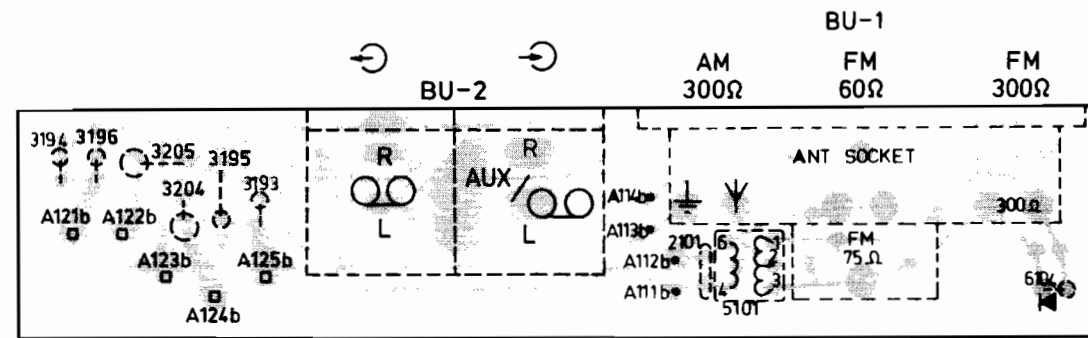 BU-1
AM FM FM
300Ω 60Ω 300Ω
BU-2
3194 3196 3205 3195 3193
3204
R R
AUX/
L L
ANT SOCKET
A114b
300Ω
A121b A122b
A113b
2101 6 1
FM
75Ω
2
A123b A125b
A112b
3
4
A111b
5101
A124b